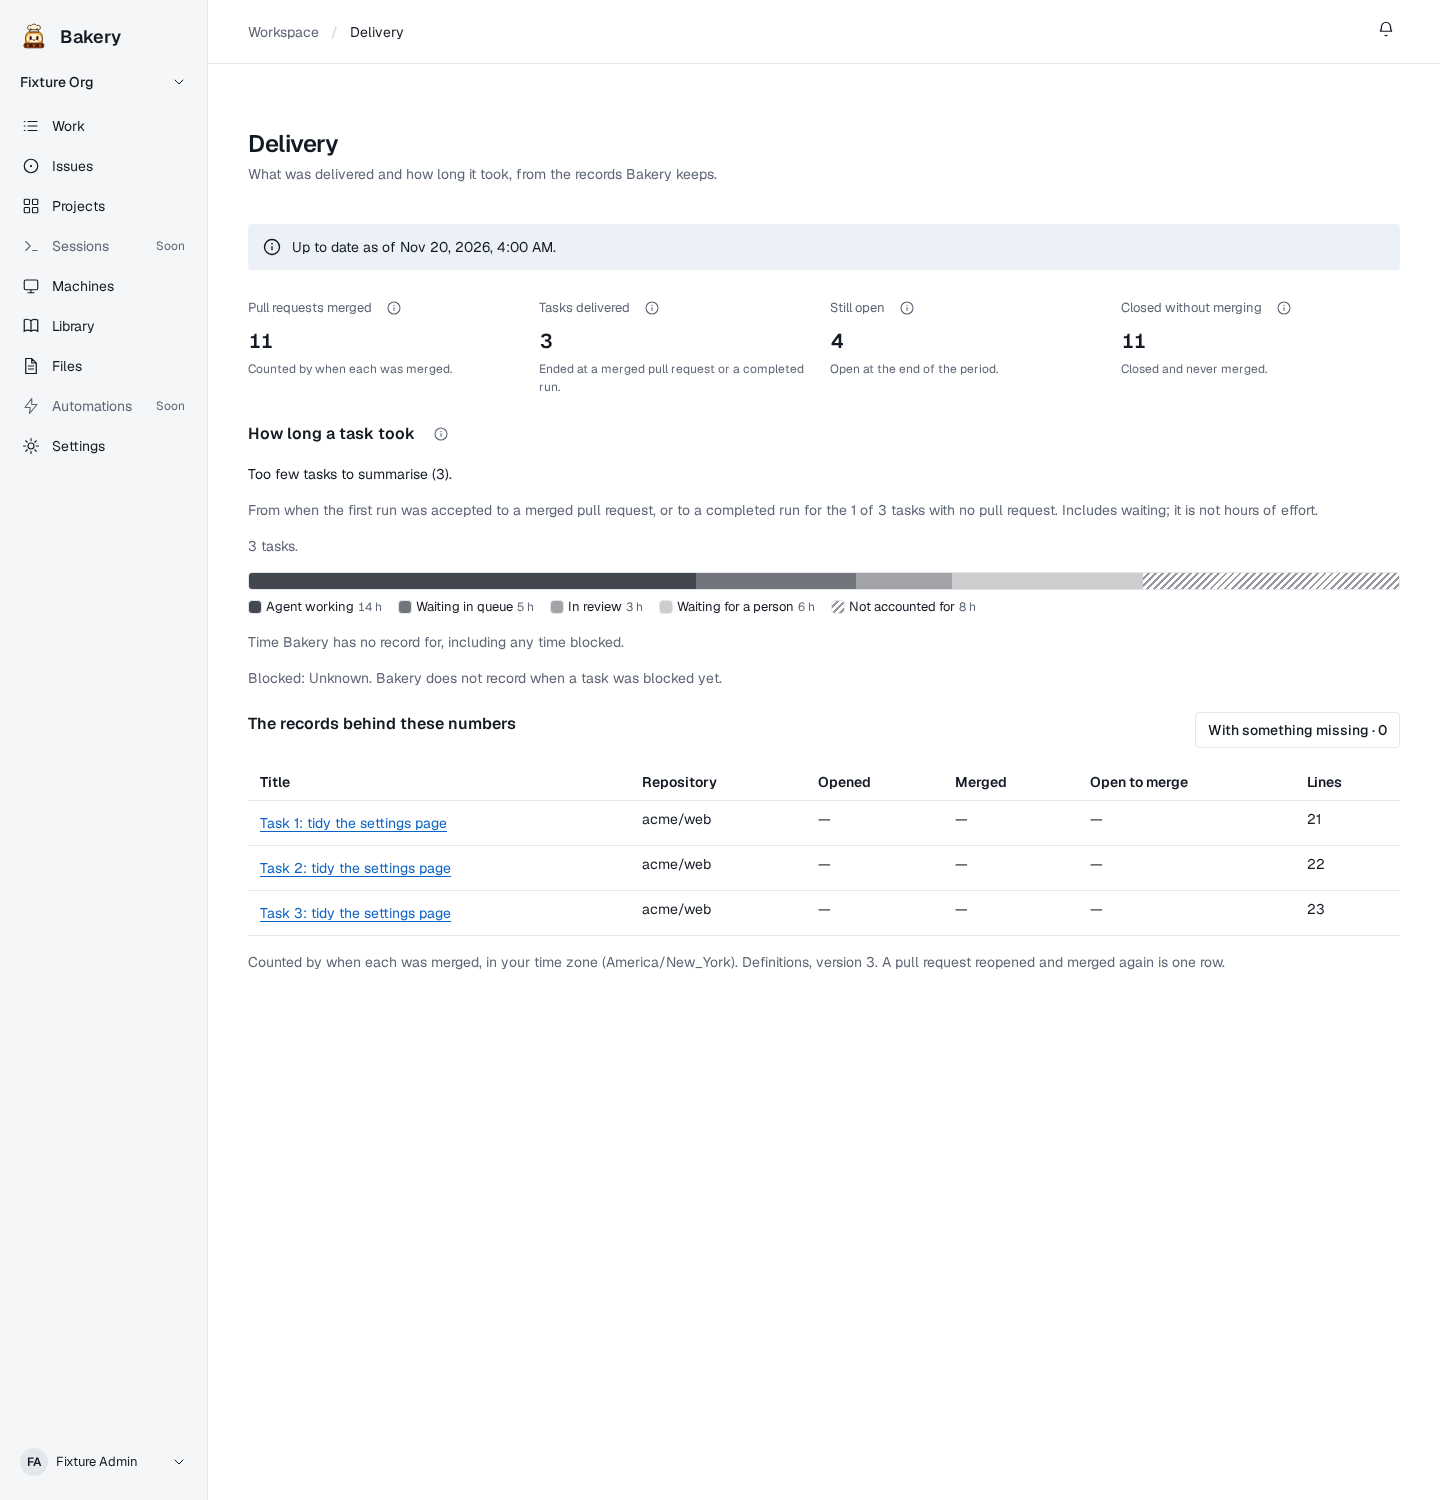 Bakery
Fixture Org
Work
Issues
Projects
Sessions Soon
Machines
Library
Files
Automations Soon
Settings
FA Fixture Admin
Workspace / Delivery
Delivery
What was delivered and how long it took, from the records Bakery keeps.
Up to date as of Nov 20, 2026, 4:00 AM.
Pull requests merged
11
Counted by when each was merged.
Tasks delivered
3
Ended at a merged pull request or a completed
run.
Still open
4
Open at the end of the period.
Closed without merging
11
Closed and never merged.
How long a task took
Too few tasks to summarise (3).
From when the first run was accepted to a merged pull request, or to a completed run for the 1 of 3 tasks with no pull request. Includes waiting; it is not hours of effort.
3 tasks.
Agent working 14 h Waiting in queue 5 h In review 3 h Waiting for a person 6 h Not accounted for 8 h
Time Bakery has no record for, including any time blocked.
Blocked: Unknown. Bakery does not record when a task was blocked yet.
The records behind these numbers
With something missing · 0
Title Repository Opened Merged Open to merge Lines
Task 1: tidy the settings page acme/web — — — 21
Task 2: tidy the settings page acme/web — — — 22
Task 3: tidy the settings page acme/web — — — 23
Counted by when each was merged, in your time zone (America/New_York). Definitions, version 3. A pull request reopened and merged again is one row.